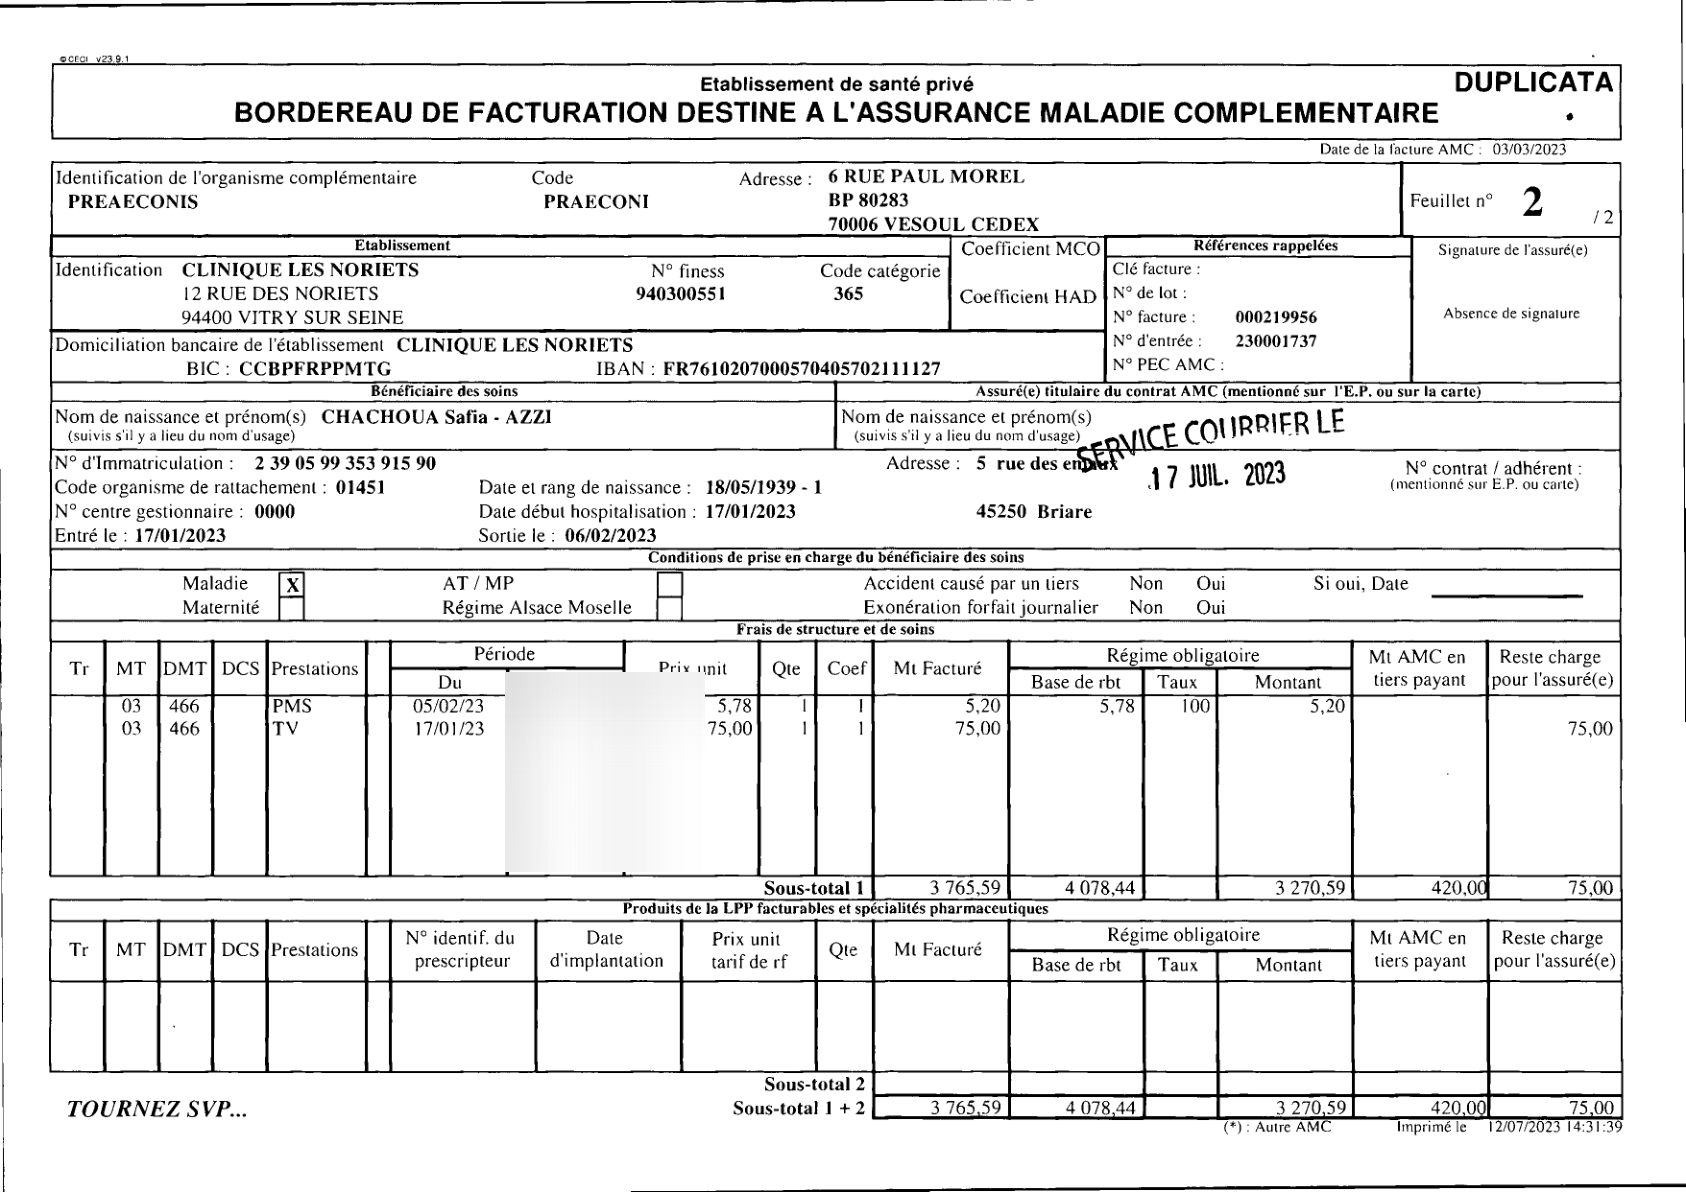 © CECI v23.9.1
Etablissement de santé privé
DUPLICATA
BORDEREAU DE FACTURATION DESTINE A L'ASSURANCE MALADIE COMPLEMENTAIRE
Date de la facture AMC : 03/03/2023
Identification de l'organisme complémentaire Code Adresse : 6 RUE PAUL MOREL
PREAECONIS PRAECONI BP 80283
70006 VESOUL CEDEX
Feuillet n° 2 / 2
Etablissement
Identification CLINIQUE LES NORIETS N° finess Code catégorie
12 RUE DES NORIETS 940300551 365
94400 VITRY SUR SEINE
Coefficient MCO
Coefficient HAD
Références rappelées
Clé facture :
N° de lot :
N° facture : 000219956
N° d'entrée : 230001737
N° PEC AMC :
Signature de l'assuré(e)
Absence de signature
Domiciliation bancaire de l'établissement CLINIQUE LES NORIETS
BIC : CCBPFRPPMTG IBAN : FR7610207000570405702111127
Bénéficiaire des soins
Assuré(e) titulaire du contrat AMC (mentionné sur l'E.P. ou sur la carte)
Nom de naissance et prénom(s) CHACHOUA Safia - AZZI
(suivis s'il y a lieu du nom d'usage)
Nom de naissance et prénom(s)
(suivis s'il y a lieu du nom d'usage)
SERVICE COURRIER LE
17 JUIL. 2023
N° d'Immatriculation : 2 39 05 99 353 915 90
Adresse : 5 rue des
N° contrat / adhérent :
(mentionné sur E.P. ou carte)
Code organisme de rattachement : 01451 Date et rang de naissance : 18/05/1939 - 1
N° centre gestionnaire : 0000 Date début hospitalisation : 17/01/2023 45250 Briare
Entré le : 17/01/2023 Sortie le : 06/02/2023
Conditions de prise en charge du bénéficiaire des soins
Maladie X AT / MP Accident causé par un tiers Non Oui Si oui, Date
Maternité Régime Alsace Moselle Exonération forfait journalier Non Oui
Frais de structure et de soins
Tr MT DMT DCS Prestations Période Du Prix unit Qte Coef Mt Facturé Régime obligatoire Base de rbt Taux Montant Mt AMC en tiers payant Reste charge pour l'assuré(e)
03 466 PMS 05/02/23 5,78 1 1 5,20 5,78 100 5,20
03 466 TV 17/01/23 75,00 1 1 75,00 75,00
Sous-total 1 3 765,59 4 078,44 3 270,59 420,00 75,00
Produits de la LPP facturables et spécialités pharmaceutiques
Tr MT DMT DCS Prestations N° identif. du prescripteur Date d'implantation Prix unit tarif de rf Qte Mt Facturé Régime obligatoire Base de rbt Taux Montant Mt AMC en tiers payant Reste charge pour l'assuré(e)
Sous-total 2
TOURNEZ SVP... Sous-total 1 + 2 3 765,59 4 078,44 3 270,59 420,00 75,00
(*) : Autre AMC Imprimé le 12/07/2023 14:31:39